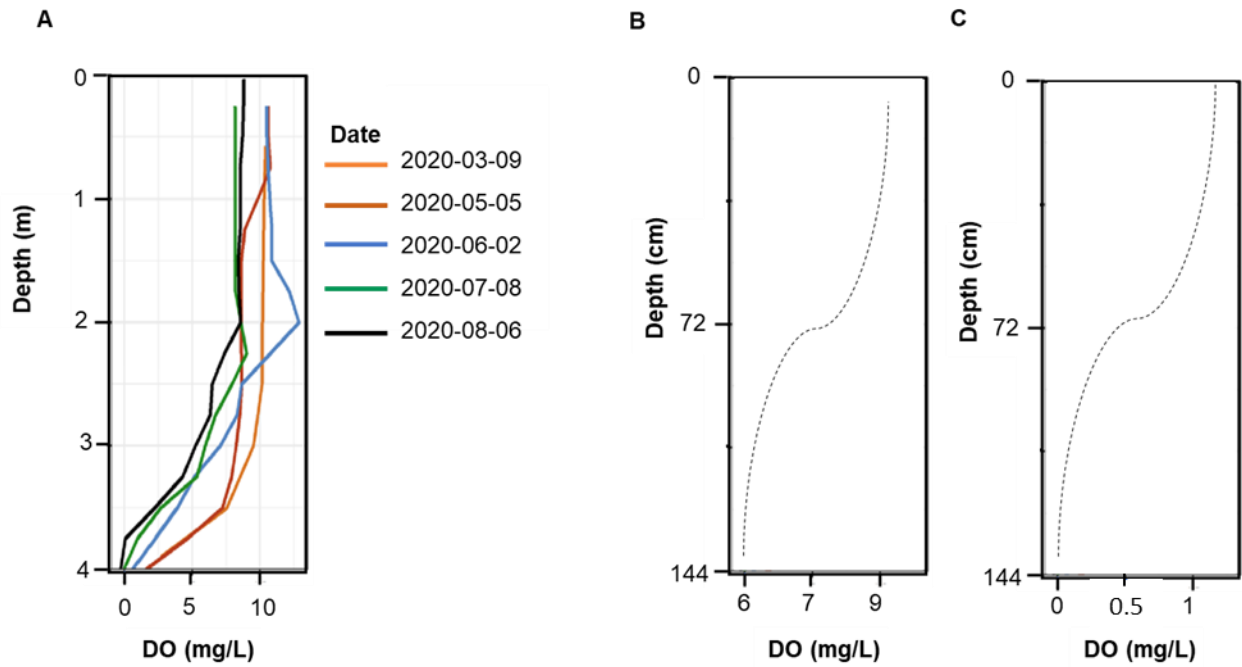 A
0
1
2
3
4
Depth (m)
0
5
10
DO (mg/L)
Date
2020-03-09
2020-05-05
2020-06-02
2020-07-08
2020-08-06
B
0
72
144
Depth (cm)
6
7
9
DO (mg/L)
C
0
72
144
Depth (cm)
0
0.5
1
DO (mg/L)